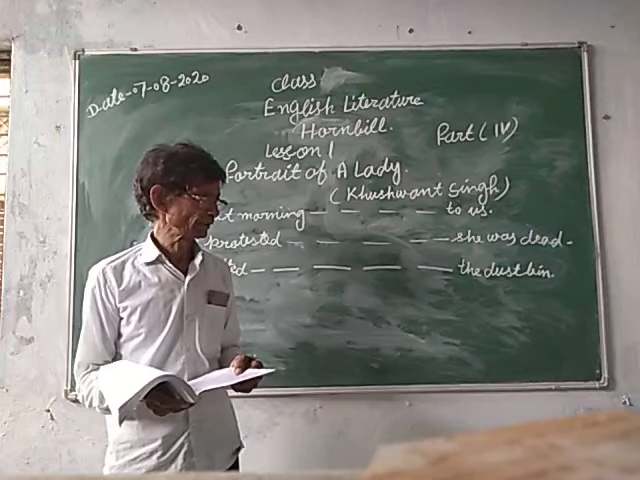 Date-07-08-2020
Class
English Literature
Hornbill.
Part (IV)
Lesson 1
Portrait of A Lady.
(Khushwant Singh)
morning — — — — to us.
protested — — — — she was dead.
— — — — — the dust bin.